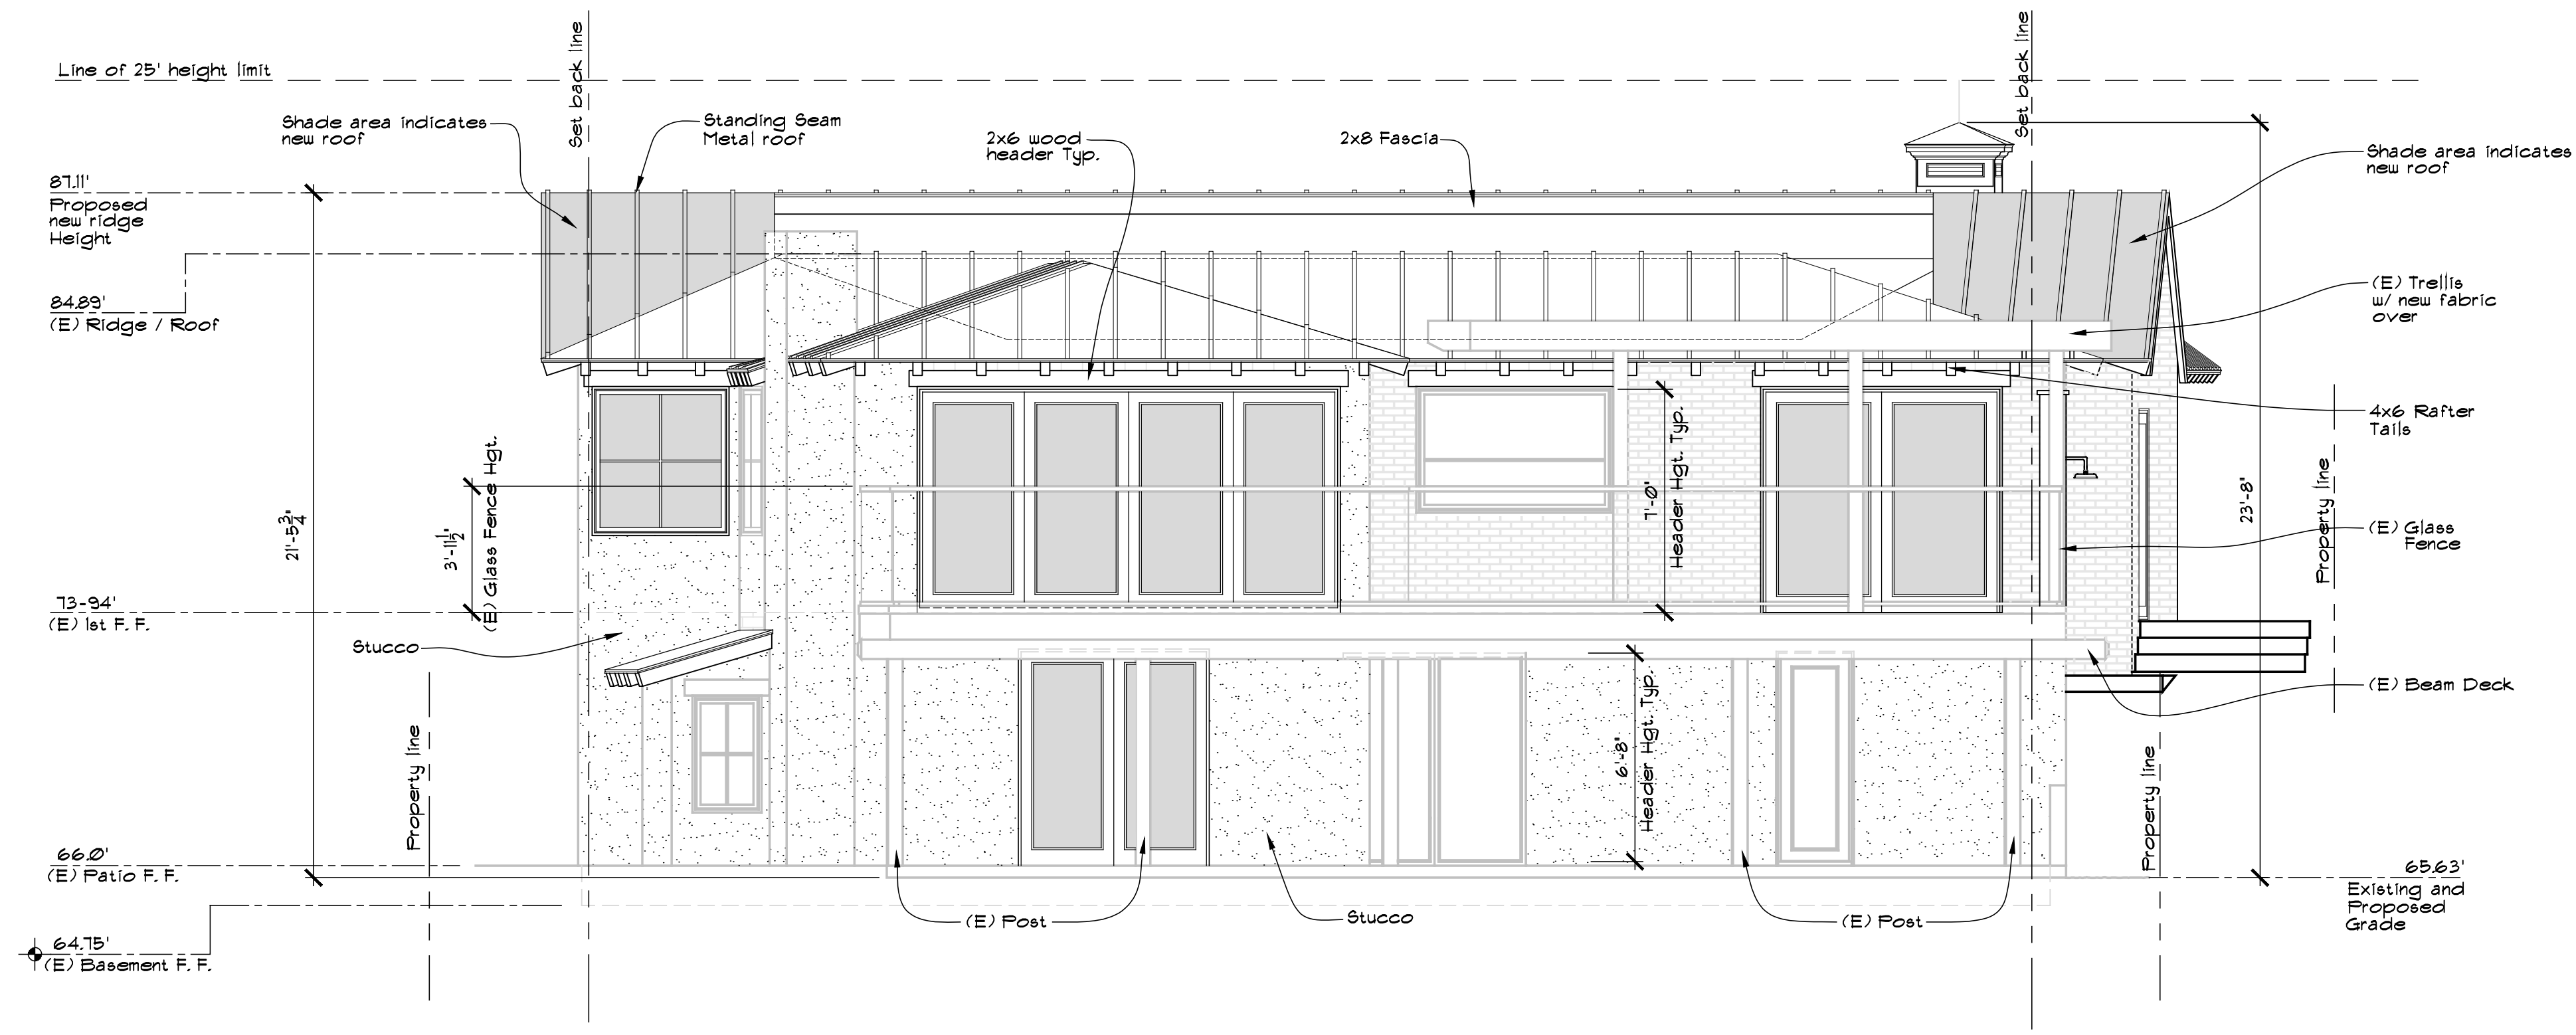 Line of 25' height limit
Set back line
Set back line
Shade area indicates
new roof
Standing Seam
Metal roof
2x6 wood
header Typ.
2x8 Fascia
Shade area indicates
new roof
87.11'
Proposed
new ridge
Height
84.89'
(E) Ridge / Roof
(E) Trellis
w/ new fabric
over
4x6 Rafter
Tails
21'-5 3/4"
3'-11 1/2"
(E) Glass Fence Hgt.
7'-0"
Header Hgt. Typ.
23'-8"
Property line
(E) Glass
Fence
73-94'
(E) 1st F. F.
Stucco
(E) Beam Deck
6'-8"
Header Hgt. Typ.
Property line
Property line
66.0'
(E) Patio F. F.
65.63'
Existing and
Proposed
Grade
(E) Post
Stucco
(E) Post
64.75'
(E) Basement F. F.